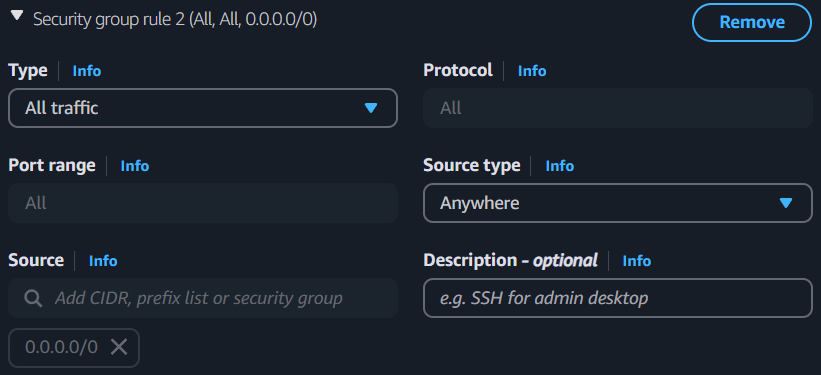 Security group rule 2 (All, All, 0.0.0.0/0) Remove
Type Info Protocol Info
All traffic All
Port range Info Source type Info
All Anywhere
Source Info Description - optional Info
Add CIDR, prefix list or security group e.g. SSH for admin desktop
0.0.0.0/0